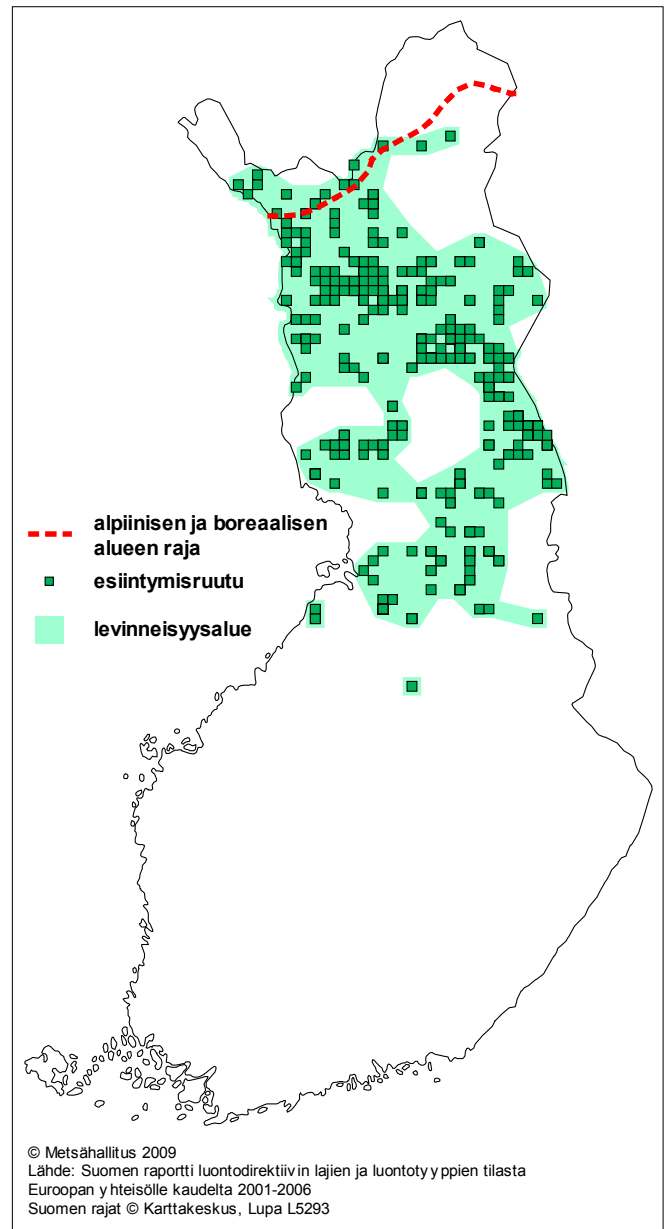 alpiinisen ja boreaalisen
alueen raja
esiintymisruutu
levinneisyysalue
© Metsähallitus 2009
Lähde: Suomen raportti luontodirektiivin lajien ja luontotyyppien tilasta
Euroopan yhteisölle kaudelta 2001-2006
Suomen rajat © Karttakeskus, Lupa L5293